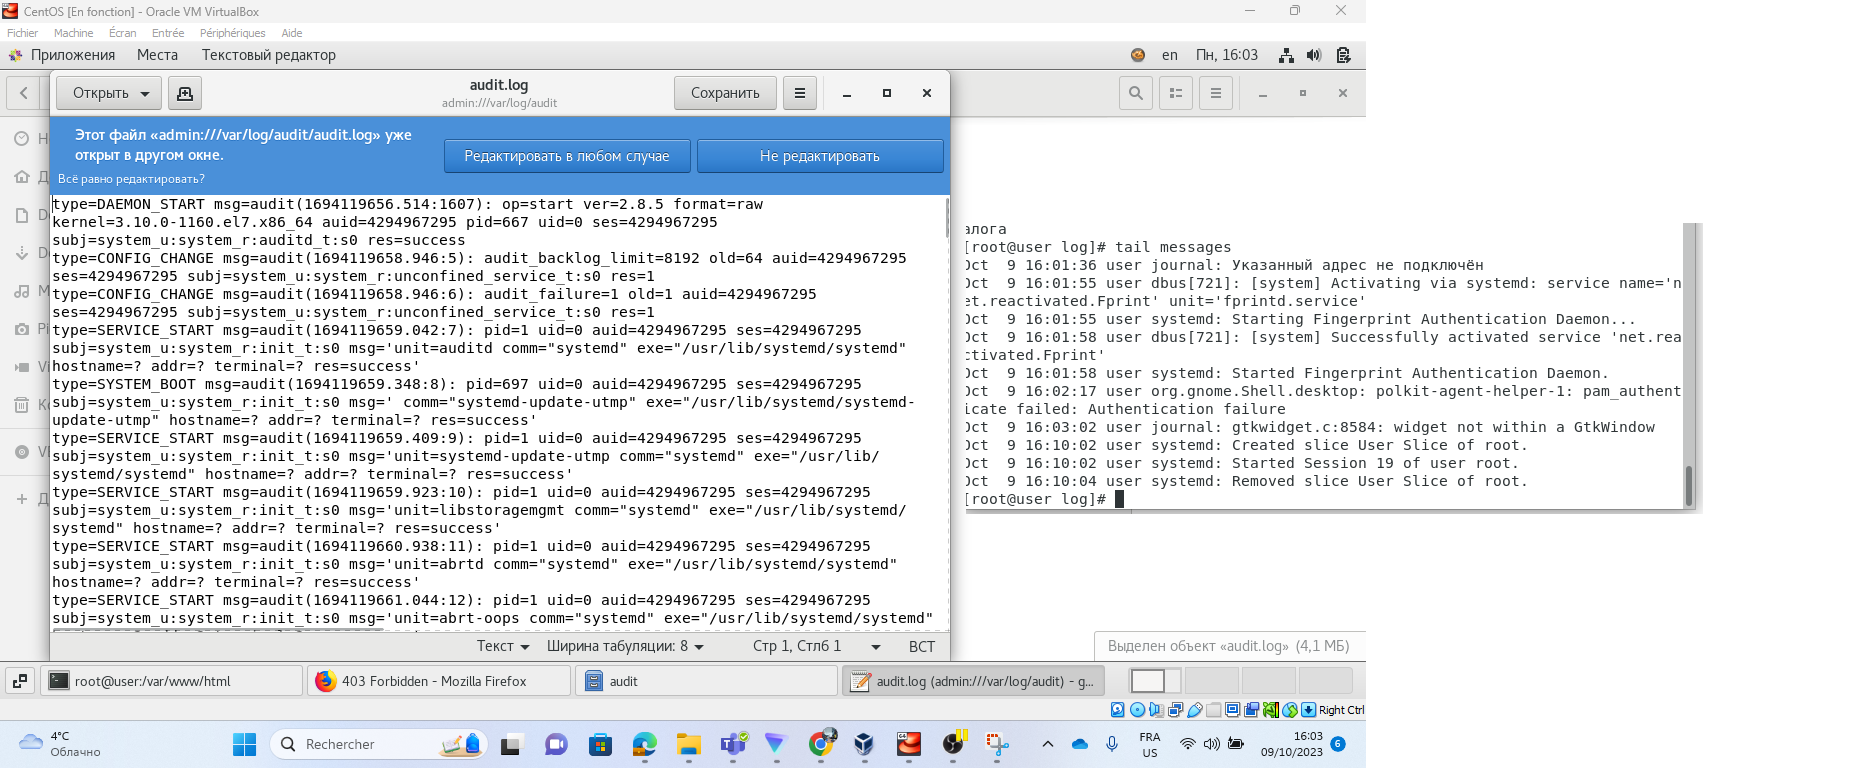 CentOS [En fonction] - Oracle VM VirtualBox
Fichier Machine Écran Entrée Périphériques Aide
Приложения Места Текстовый редактор en Пн, 16:03
Открыть audit.log Сохранить
admin:///var/log/audit
Этот файл «admin:///var/log/audit/audit.log» уже
открыт в другом окне.
Редактировать в любом случае Не редактировать
Всё равно редактировать?
type=DAEMON_START msg=audit(1694119656.514:1607): op=start ver=2.8.5 format=raw
kernel=3.10.0-1160.el7.x86_64 auid=4294967295 pid=667 uid=0 ses=4294967295
subj=system_u:system_r:auditd_t:s0 res=success
type=CONFIG_CHANGE msg=audit(1694119658.946:5): audit_backlog_limit=8192 old=64 auid=4294967295
ses=4294967295 subj=system_u:system_r:unconfined_service_t:s0 res=1
type=CONFIG_CHANGE msg=audit(1694119658.946:6): audit_failure=1 old=1 auid=4294967295
ses=4294967295 subj=system_u:system_r:unconfined_service_t:s0 res=1
type=SERVICE_START msg=audit(1694119659.042:7): pid=1 uid=0 auid=4294967295 ses=4294967295
subj=system_u:system_r:init_t:s0 msg='unit=auditd comm="systemd" exe="/usr/lib/systemd/systemd"
hostname=? addr=? terminal=? res=success'
type=SYSTEM_BOOT msg=audit(1694119659.348:8): pid=697 uid=0 auid=4294967295 ses=4294967295
subj=system_u:system_r:init_t:s0 msg=' comm="systemd-update-utmp" exe="/usr/lib/systemd/systemd-
update-utmp" hostname=? addr=? terminal=? res=success'
type=SERVICE_START msg=audit(1694119659.409:9): pid=1 uid=0 auid=4294967295 ses=4294967295
subj=system_u:system_r:init_t:s0 msg='unit=systemd-update-utmp comm="systemd" exe="/usr/lib/
systemd/systemd" hostname=? addr=? terminal=? res=success'
type=SERVICE_START msg=audit(1694119659.923:10): pid=1 uid=0 auid=4294967295 ses=4294967295
subj=system_u:system_r:init_t:s0 msg='unit=libstoragemgmt comm="systemd" exe="/usr/lib/systemd/
systemd" hostname=? addr=? terminal=? res=success'
type=SERVICE_START msg=audit(1694119660.938:11): pid=1 uid=0 auid=4294967295 ses=4294967295
subj=system_u:system_r:init_t:s0 msg='unit=abrtd comm="systemd" exe="/usr/lib/systemd/systemd"
hostname=? addr=? terminal=? res=success'
type=SERVICE_START msg=audit(1694119661.044:12): pid=1 uid=0 auid=4294967295 ses=4294967295
subj=system_u:system_r:init_t:s0 msg='unit=abrt-oops comm="systemd" exe="/usr/lib/systemd/systemd"
Текст Ширина табуляции: 8 Стр 1, Стлб 1 ВСТ
алога
[root@user log]# tail messages
Oct  9 16:01:36 user journal: Указанный адрес не подключён
Oct  9 16:01:55 user dbus[721]: [system] Activating via systemd: service name='n
et.reactivated.Fprint' unit='fprintd.service'
Oct  9 16:01:55 user systemd: Starting Fingerprint Authentication Daemon...
Oct  9 16:01:58 user dbus[721]: [system] Successfully activated service 'net.rea
ctivated.Fprint'
Oct  9 16:01:58 user systemd: Started Fingerprint Authentication Daemon.
Oct  9 16:02:17 user org.gnome.Shell.desktop: polkit-agent-helper-1: pam_authent
icate failed: Authentication failure
Oct  9 16:03:02 user journal: gtkwidget.c:8584: widget not within a GtkWindow
Oct  9 16:10:02 user systemd: Created slice User Slice of root.
Oct  9 16:10:02 user systemd: Started Session 19 of user root.
Oct  9 16:10:04 user systemd: Removed slice User Slice of root.
[root@user log]#
Выделен объект «audit.log» (4,1 МБ)
root@user:/var/www/html 403 Forbidden - Mozilla Firefox audit audit.log (admin:///var/log/audit) - g...
Right Ctrl
4°C
Облачно
Rechercher
FRA
US
16:03
09/10/2023
6